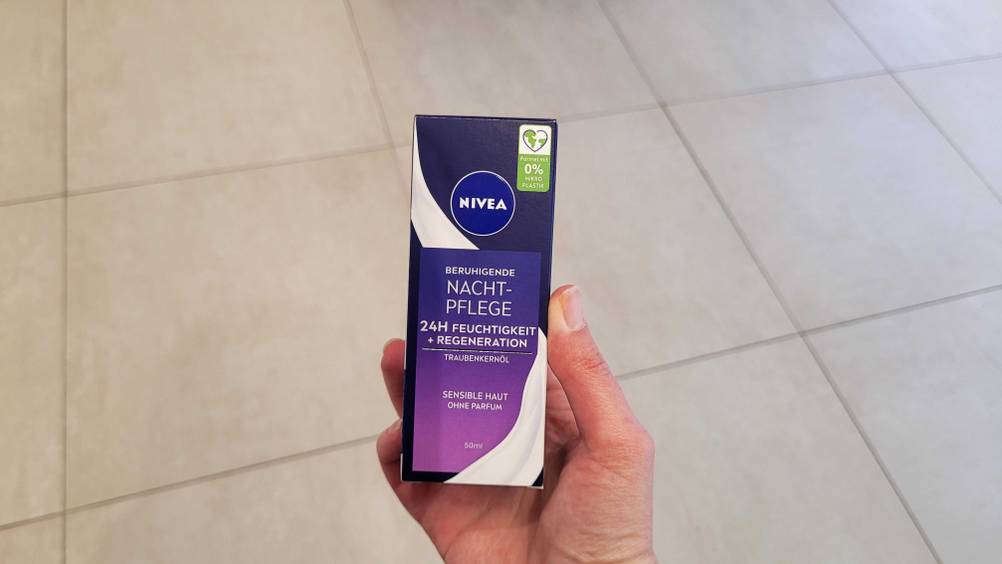 Formel mit
0%
MIKRO
PLASTIK
NIVEA
BERUHIGENDE
NACHT-
PFLEGE
24H FEUCHTIGKEIT
+ REGENERATION
TRAUBENKERNÖL
SENSIBLE HAUT
OHNE PARFUM
50ml